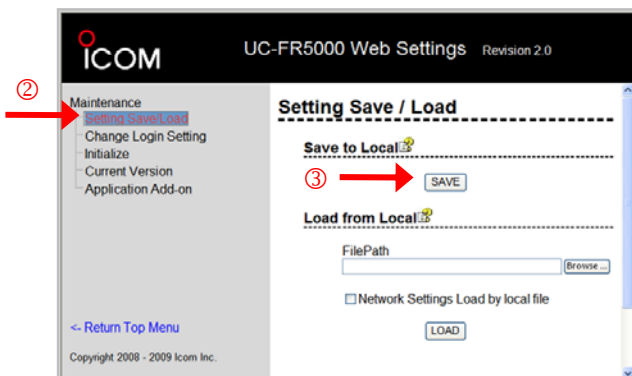 ICOM
UC-FR5000 Web Settings Revision 2.0
②
Maintenance
Setting Save/Load
Change Login Setting
Initialize
Current Version
Application Add-on
<- Return Top Menu
Copyright 2008 - 2009 Icom Inc.
Setting Save / Load
Save to Local
③
SAVE
Load from Local
FilePath
Browse ...
Network Settings Load by local file
LOAD